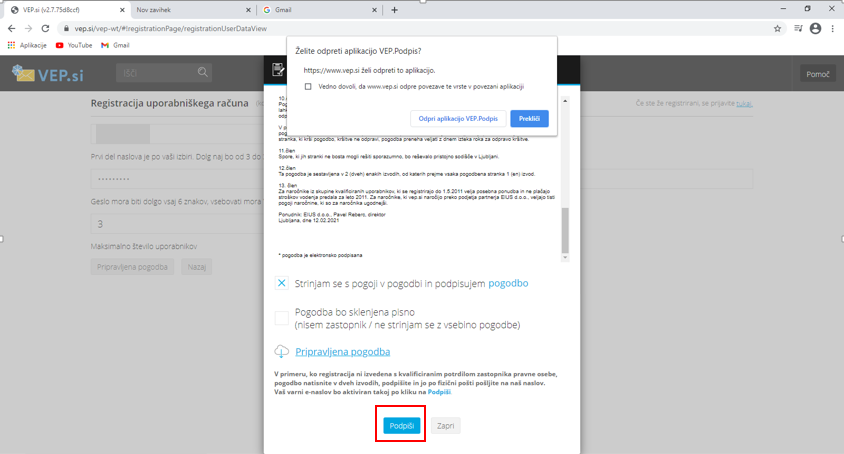 VEP.si (v2.7.75d8ccf)
Nov zavihek
Gmail
vep.si/vep-wt/#!registrationPage/registrationUserDataView
Aplikacije
YouTube
Gmail
VEP.si
Išči
Pomoč
Želite odpreti aplikacijo VEP.Podpis?
https://www.vep.si želi odpreti to aplikacijo.
Vedno dovoli, da www.vep.si odpre povezave te vrste v povezani aplikaciji
Odpri aplikacijo VEP.Podpis
Prekliči
Registracija uporabniškega računa
Če ste že registrirani, se prijavite tukaj.
Prvi del naslova je po vaši izbiri. Dolg naj bo od 3 do
Geslo mora biti dolgo vsaj 6 znakov, vsebovati mora
3
Maksimalno število uporabnikov
Pripravljena pogodba
Nazaj
stranka, ki krši pogodbo, kršitve ne odpravi, pogodba preneha veljati z dnem izteka roka za odpravo kršitve.
11. člen
Spore, ki jih stranki ne bosta mogli rešiti sporazumno, bo reševalo pristojno sodišče v Ljubljani.
12. člen
Ta pogodba je sestavljena v 2 (dveh) enakih izvodih, od katerih prejme vsaka pogodbena stranka 1 (en) izvod.
13. člen
Za naročnike iz skupine kvalificiranih uporabnikov, ki se registrirajo do 1.5.2011 velja posebna ponudba in ne plačajo
stroškov vodenja predala za leto 2011. Za naročnike, ki vep.si naročijo preko podjetja partnerja EIUS d.o.o., veljajo tisti
pogoji naročnine, ki so za naročnika ugodnejši.
Ponudnik: EIUS d.o.o., Pavel Reberc, direktor
Ljubljana, dne 12.02.2021
* pogodba je elektronsko podpisana
Strinjam se s pogoji v pogodbi in podpisujem pogodbo
Pogodba bo sklenjena pisno
(nisem zastopnik / ne strinjam se z vsebino pogodbe)
Pripravljena pogodba
V primeru, ko registracija ni izvedena s kvalificiranim potrdilom zastopnika pravne osebe,
pogodbo natisnite v dveh izvodih, podpišite in jo po fizični pošti pošljite na naš naslov.
Vaš varni e-naslov bo aktiviran takoj po kliku na Podpiši.
Podpiši
Zapri